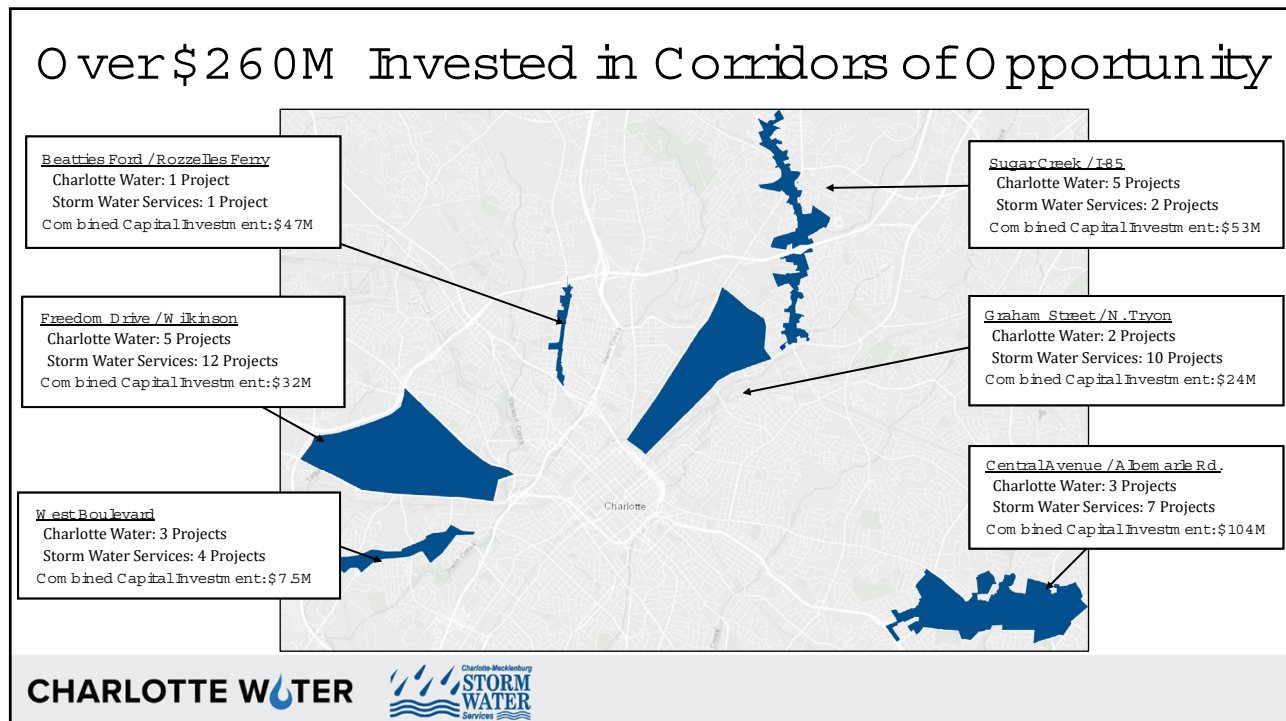 Over $260M Invested in Corridors of Opportunity
Beatties Ford / Rozzelles Ferry
Charlotte Water: 1 Project
Storm Water Services: 1 Project
Combined Capital Investment: $47M
Freedom Drive / Wilkinson
Charlotte Water: 5 Projects
Storm Water Services: 12 Projects
Combined Capital Investment: $32M
West Boulevard
Charlotte Water: 3 Projects
Storm Water Services: 4 Projects
Combined Capital Investment: $7.5M
Sugar Creek / I-85
Charlotte Water: 5 Projects
Storm Water Services: 2 Projects
Combined Capital Investment: $53M
Graham Street / N. Tryon
Charlotte Water: 2 Projects
Storm Water Services: 10 Projects
Combined Capital Investment: $24M
Central Avenue / Albemarle Rd.
Charlotte Water: 3 Projects
Storm Water Services: 7 Projects
Combined Capital Investment: $104M
Stewart Creek
Irwin Creek
Charlotte
Creek
CHARLOTTE WATER
Charlotte-Mecklenburg
STORM
WATER
Services